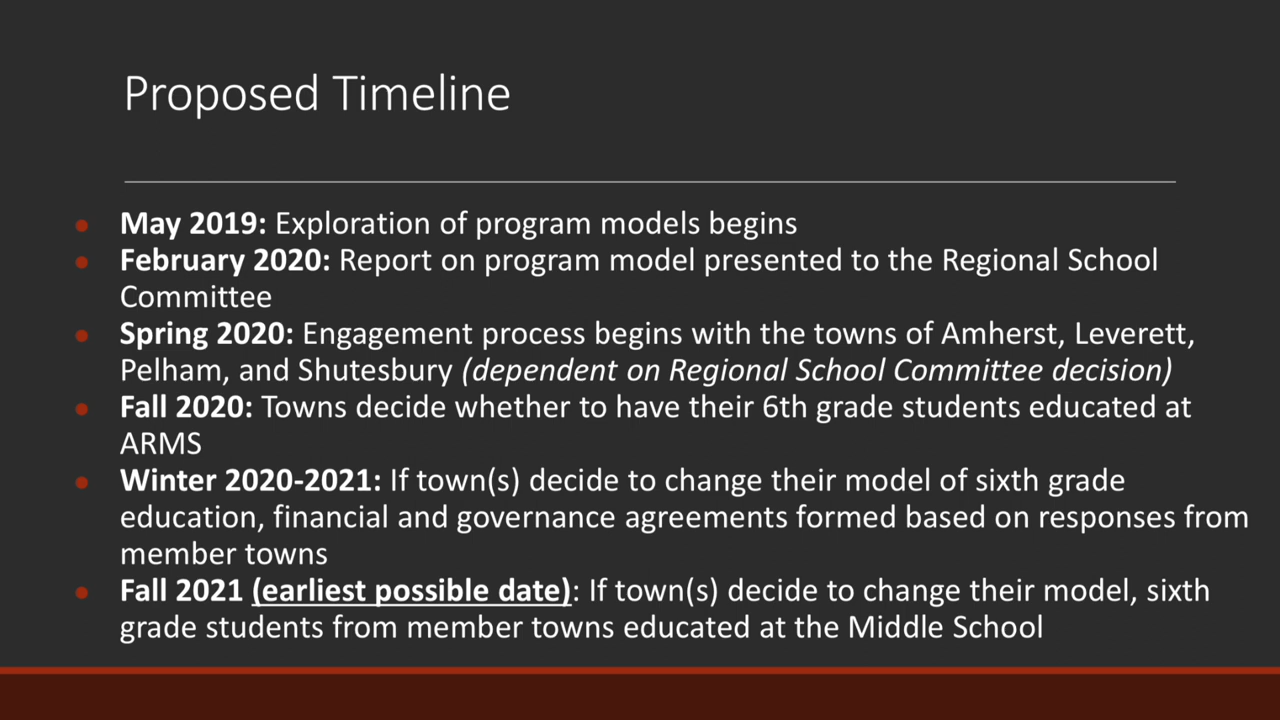 Proposed Timeline
May 2019: Exploration of program models begins
February 2020: Report on program model presented to the Regional School
Committee
Spring 2020: Engagement process begins with the towns of Amherst, Leverett,
Pelham, and Shutesbury (dependent on Regional School Committee decision)
Fall 2020: Towns decide whether to have their 6th grade students educated at
ARMS
Winter 2020-2021: If town(s) decide to change their model of sixth grade
education, financial and governance agreements formed based on responses from
member towns
Fall 2021 (earliest possible date): If town(s) decide to change their model, sixth
grade students from member towns educated at the Middle School